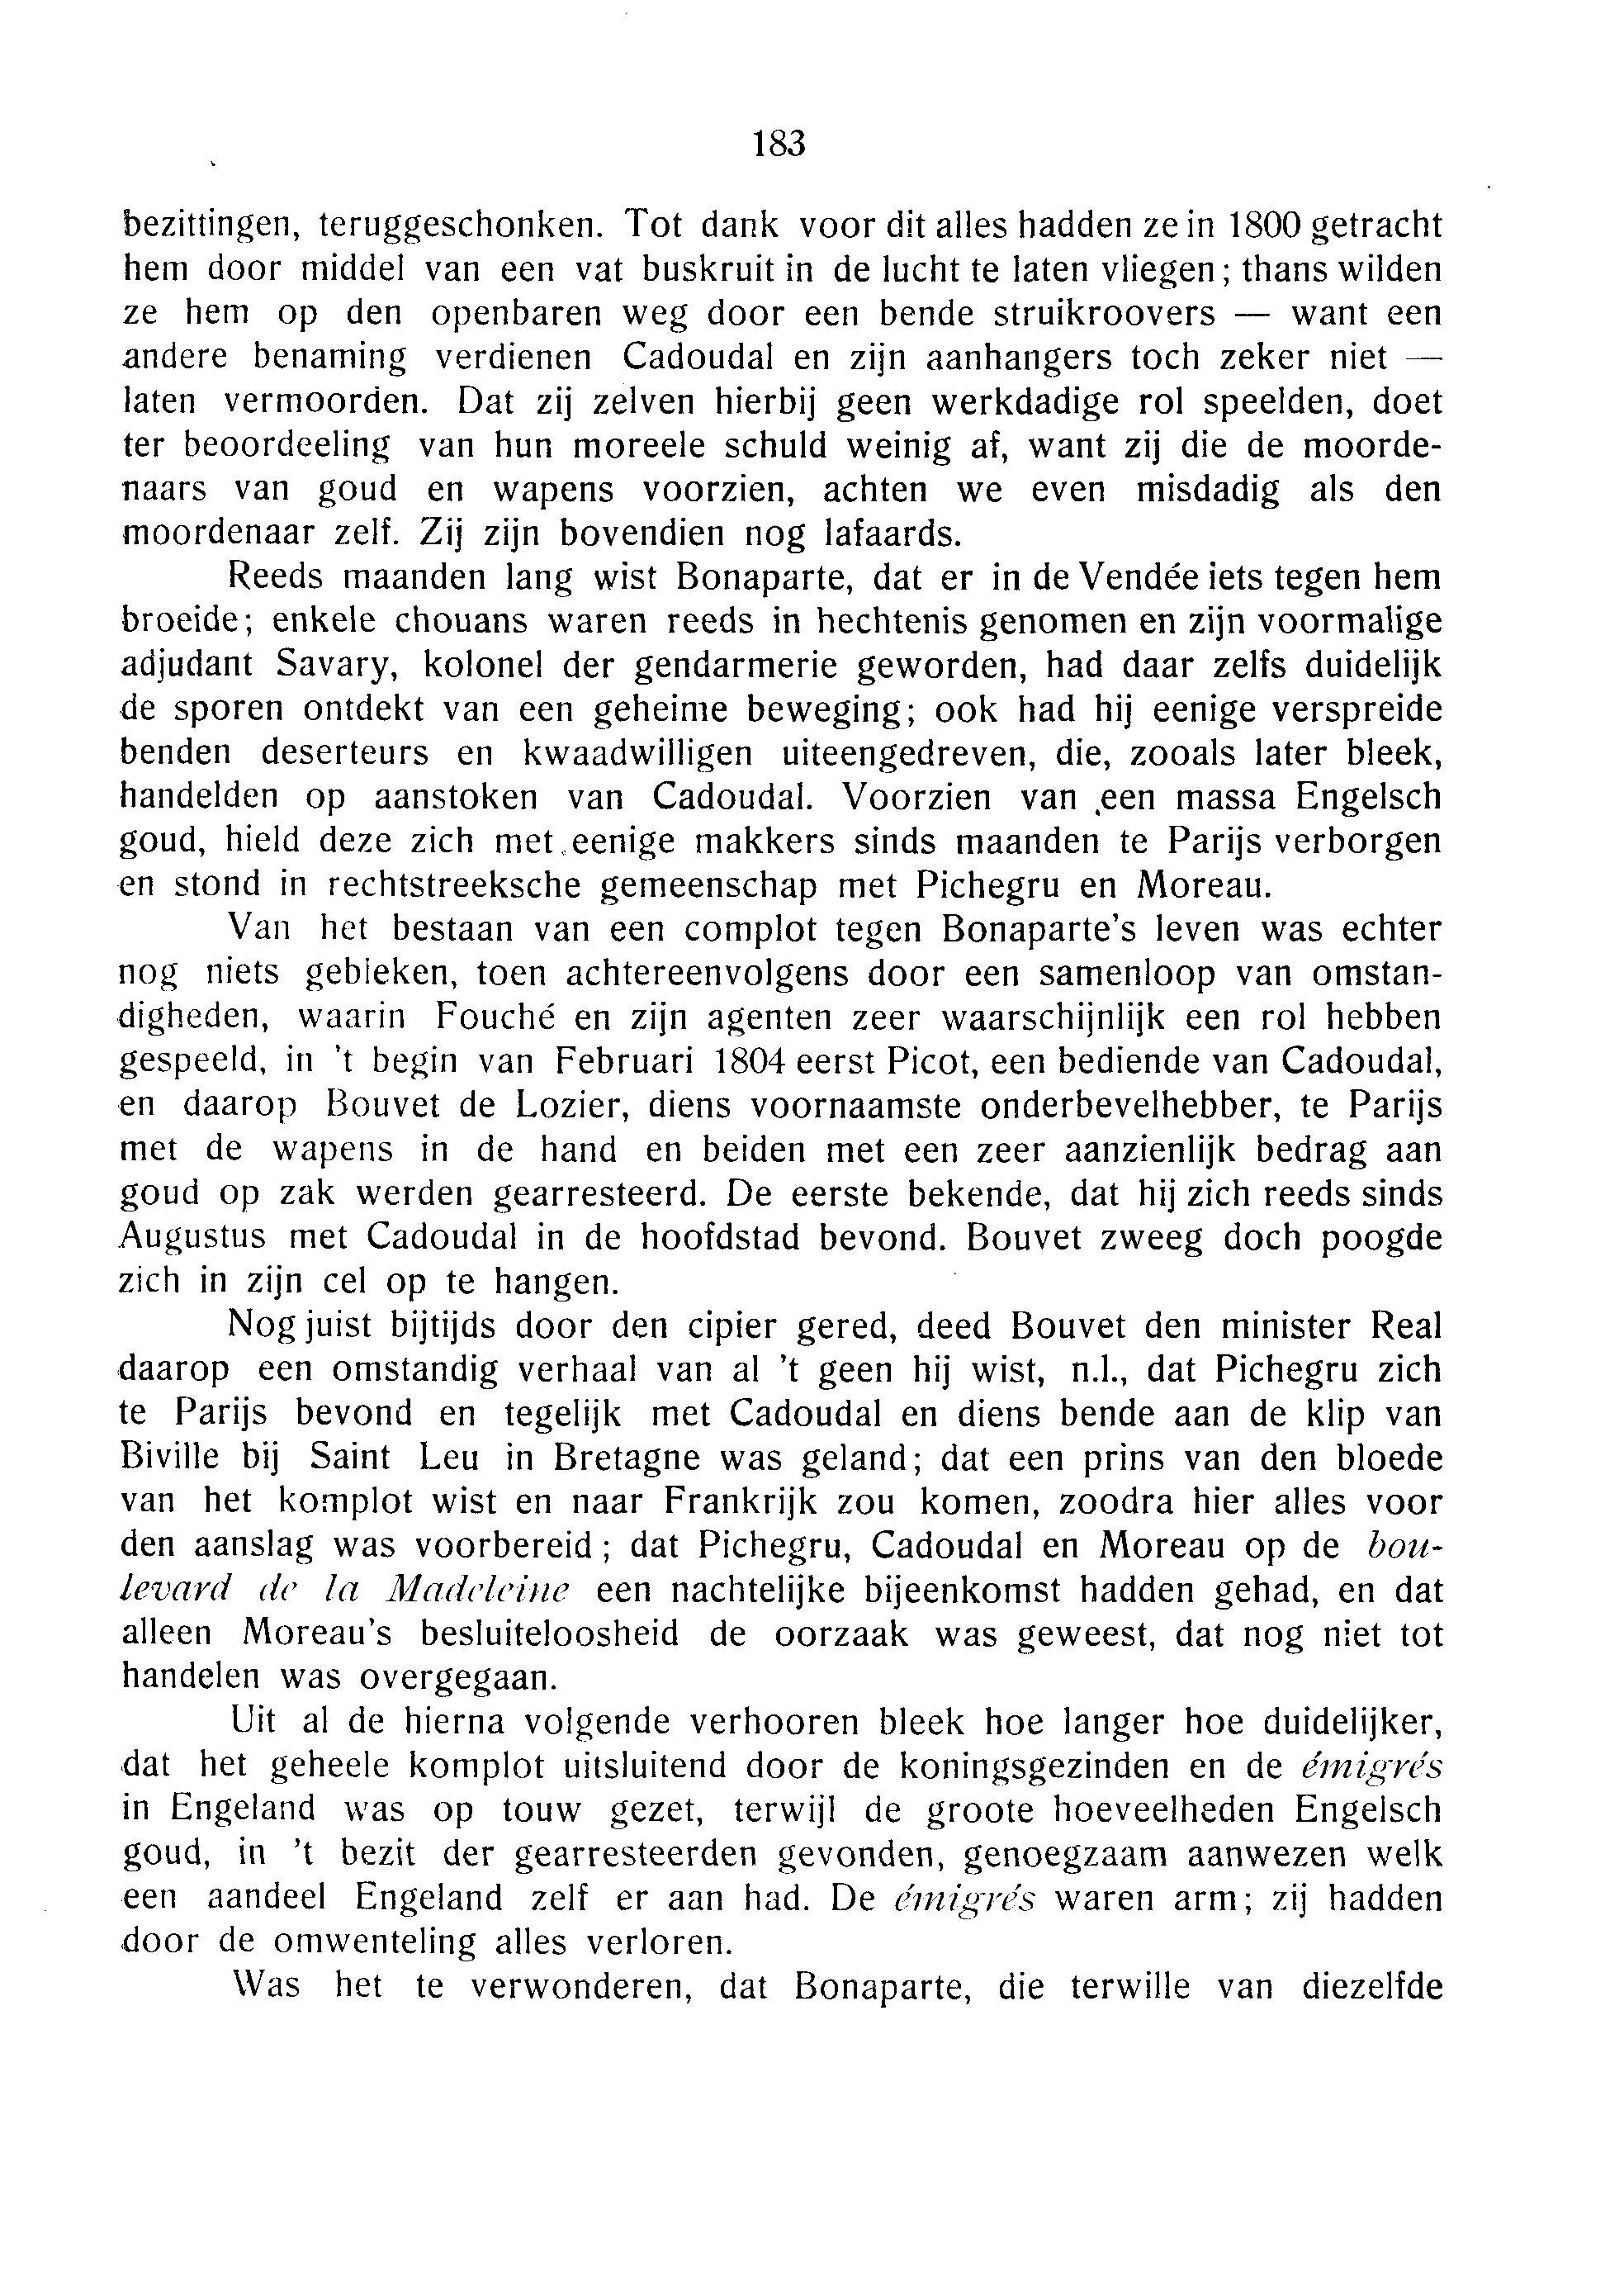 183
bezittingen, teruggeschonken. Tot dank voor dit alles hadden ze in 1800 getracht
hem door middel van een vat buskruit in de lucht te laten vliegen; thans wilden
ze hem op den openbaren weg door een bende struikroovers — want een
andere benaming verdienen Cadoudal en zijn aanhangers toch zeker niet —
laten vermoorden. Dat zij zelven hierbij geen werkdadige rol speelden, doet
ter beoordeeling van hun moreele schuld weinig af, want zij die de moorde-
naars van goud en wapens voorzien, achten we even misdadig als den
moordenaar zelf. Zij zijn bovendien nog lafaards.
Reeds maanden lang wist Bonaparte, dat er in de Vendée iets tegen hem
broeide; enkele chouans waren reeds in hechtenis genomen en zijn voormalige
adjudant Savary, kolonel der gendarmerie geworden, had daar zelfs duidelijk
de sporen ontdekt van een geheime beweging; ook had hij eenige verspreide
benden deserteurs en kwaadwilligen uiteengedreven, die, zooals later bleek,
handelden op aanstoken van Cadoudal. Voorzien van een massa Engelsch
goud, hield deze zich met eenige makkers sinds maanden te Parijs verborgen
en stond in rechtstreeksche gemeenschap met Pichegru en Moreau.
Van het bestaan van een complot tegen Bonaparte's leven was echter
nog niets gebleken, toen achtereenvolgens door een samenloop van omstan-
digheden, waarin Fouché en zijn agenten zeer waarschijnlijk een rol hebben
gespeeld, in 't begin van Februari 1804 eerst Picot, een bediende van Cadoudal,
en daarop Bouvet de Lozier, diens voornaamste onderbevelhebber, te Parijs
met de wapens in de hand en beiden met een zeer aanzienlijk bedrag aan
goud op zak werden gearresteerd. De eerste bekende, dat hij zich reeds sinds
Augustus met Cadoudal in de hoofdstad bevond. Bouvet zweeg doch poogde
zich in zijn cel op te hangen.
Nog juist bijtijds door den cipier gered, deed Bouvet den minister Real
daarop een omstandig verhaal van al 't geen hij wist, n.l., dat Pichegru zich
te Parijs bevond en tegelijk met Cadoudal en diens bende aan de klip van
Biville bij Saint Leu in Bretagne was geland; dat een prins van den bloede
van het komplot wist en naar Frankrijk zou komen, zoodra hier alles voor
den aanslag was voorbereid; dat Pichegru, Cadoudal en Moreau op de bou-
levard de la Madeleine een nachtelijke bijeenkomst hadden gehad, en dat
alleen Moreau's besluiteloosheid de oorzaak was geweest, dat nog niet tot
handelen was overgegaan.
Uit al de hierna volgende verhooren bleek hoe langer hoe duidelijker,
dat het geheele komplot uitsluitend door de koningsgezinden en de émigrés
in Engeland was op touw gezet, terwijl de groote hoeveelheden Engelsch
goud, in 't bezit der gearresteerden gevonden, genoegzaam aanwezen welk
een aandeel Engeland zelf er aan had. De émigrés waren arm; zij hadden
door de omwenteling alles verloren.
Was het te verwonderen, dat Bonaparte, die terwille van diezelfde